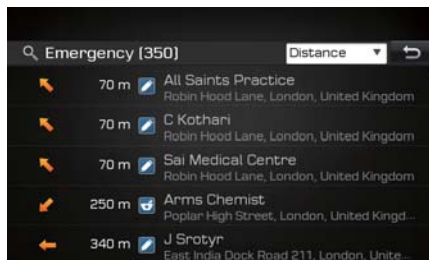 Emergency (350) Distance
70 m All Saints Practice
Robin Hood Lane, London, United Kingdom
70 m C Kothari
Robin Hood Lane, London, United Kingdom
70 m Sai Medical Centre
Robin Hood Lane, London, United Kingdom
250 m Arms Chemist
Poplar High Street, London, United Kingd...
340 m J Srotyr
East India Dock Road 211, London, Unite...